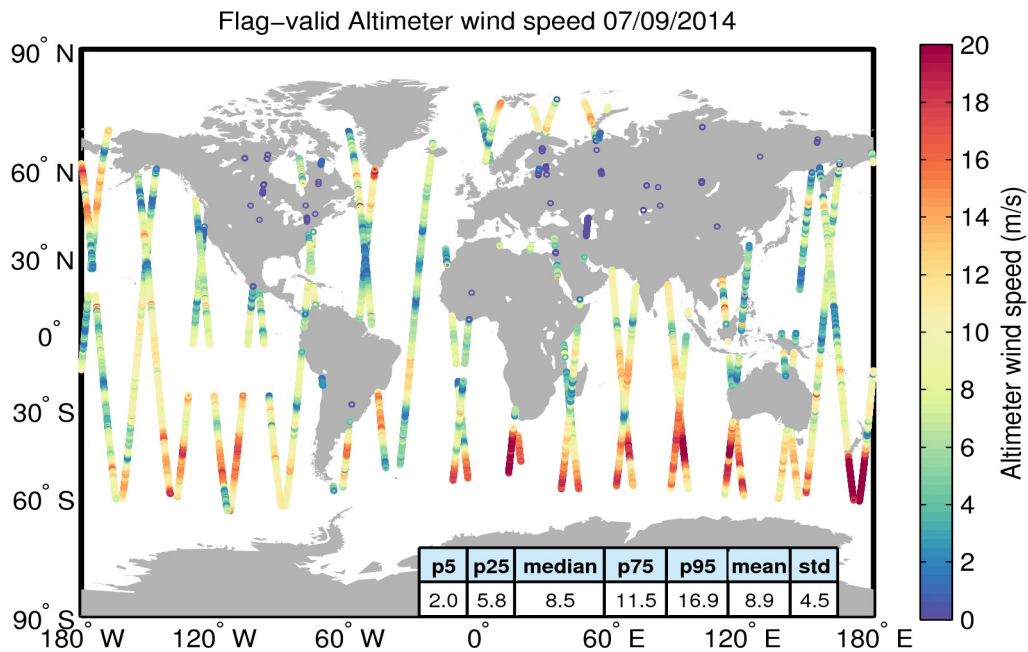 Flag−valid Altimeter wind speed 07/09/2014
90° N
60° N
30° N
0°
30° S
60° S
90° S
180° W
120° W
60° W
0°
60° E
120° E
180° E
p5 p25 median p75 p95 mean std
2.0 5.8 8.5 11.5 16.9 8.9 4.5
20
18
16
14
12
10
8
6
4
2
0
Altimeter wind speed (m/s)